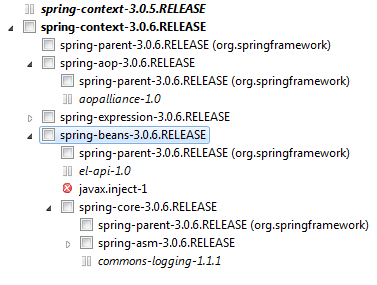 spring-context-3.0.5.RELEASE
spring-context-3.0.6.RELEASE
spring-parent-3.0.6.RELEASE (org.springframework)
spring-aop-3.0.6.RELEASE
spring-parent-3.0.6.RELEASE (org.springframework)
aopalliance-1.0
spring-expression-3.0.6.RELEASE
spring-beans-3.0.6.RELEASE
spring-parent-3.0.6.RELEASE (org.springframework)
el-api-1.0
javax.inject-1
spring-core-3.0.6.RELEASE
spring-parent-3.0.6.RELEASE (org.springframework)
spring-asm-3.0.6.RELEASE
commons-logging-1.1.1